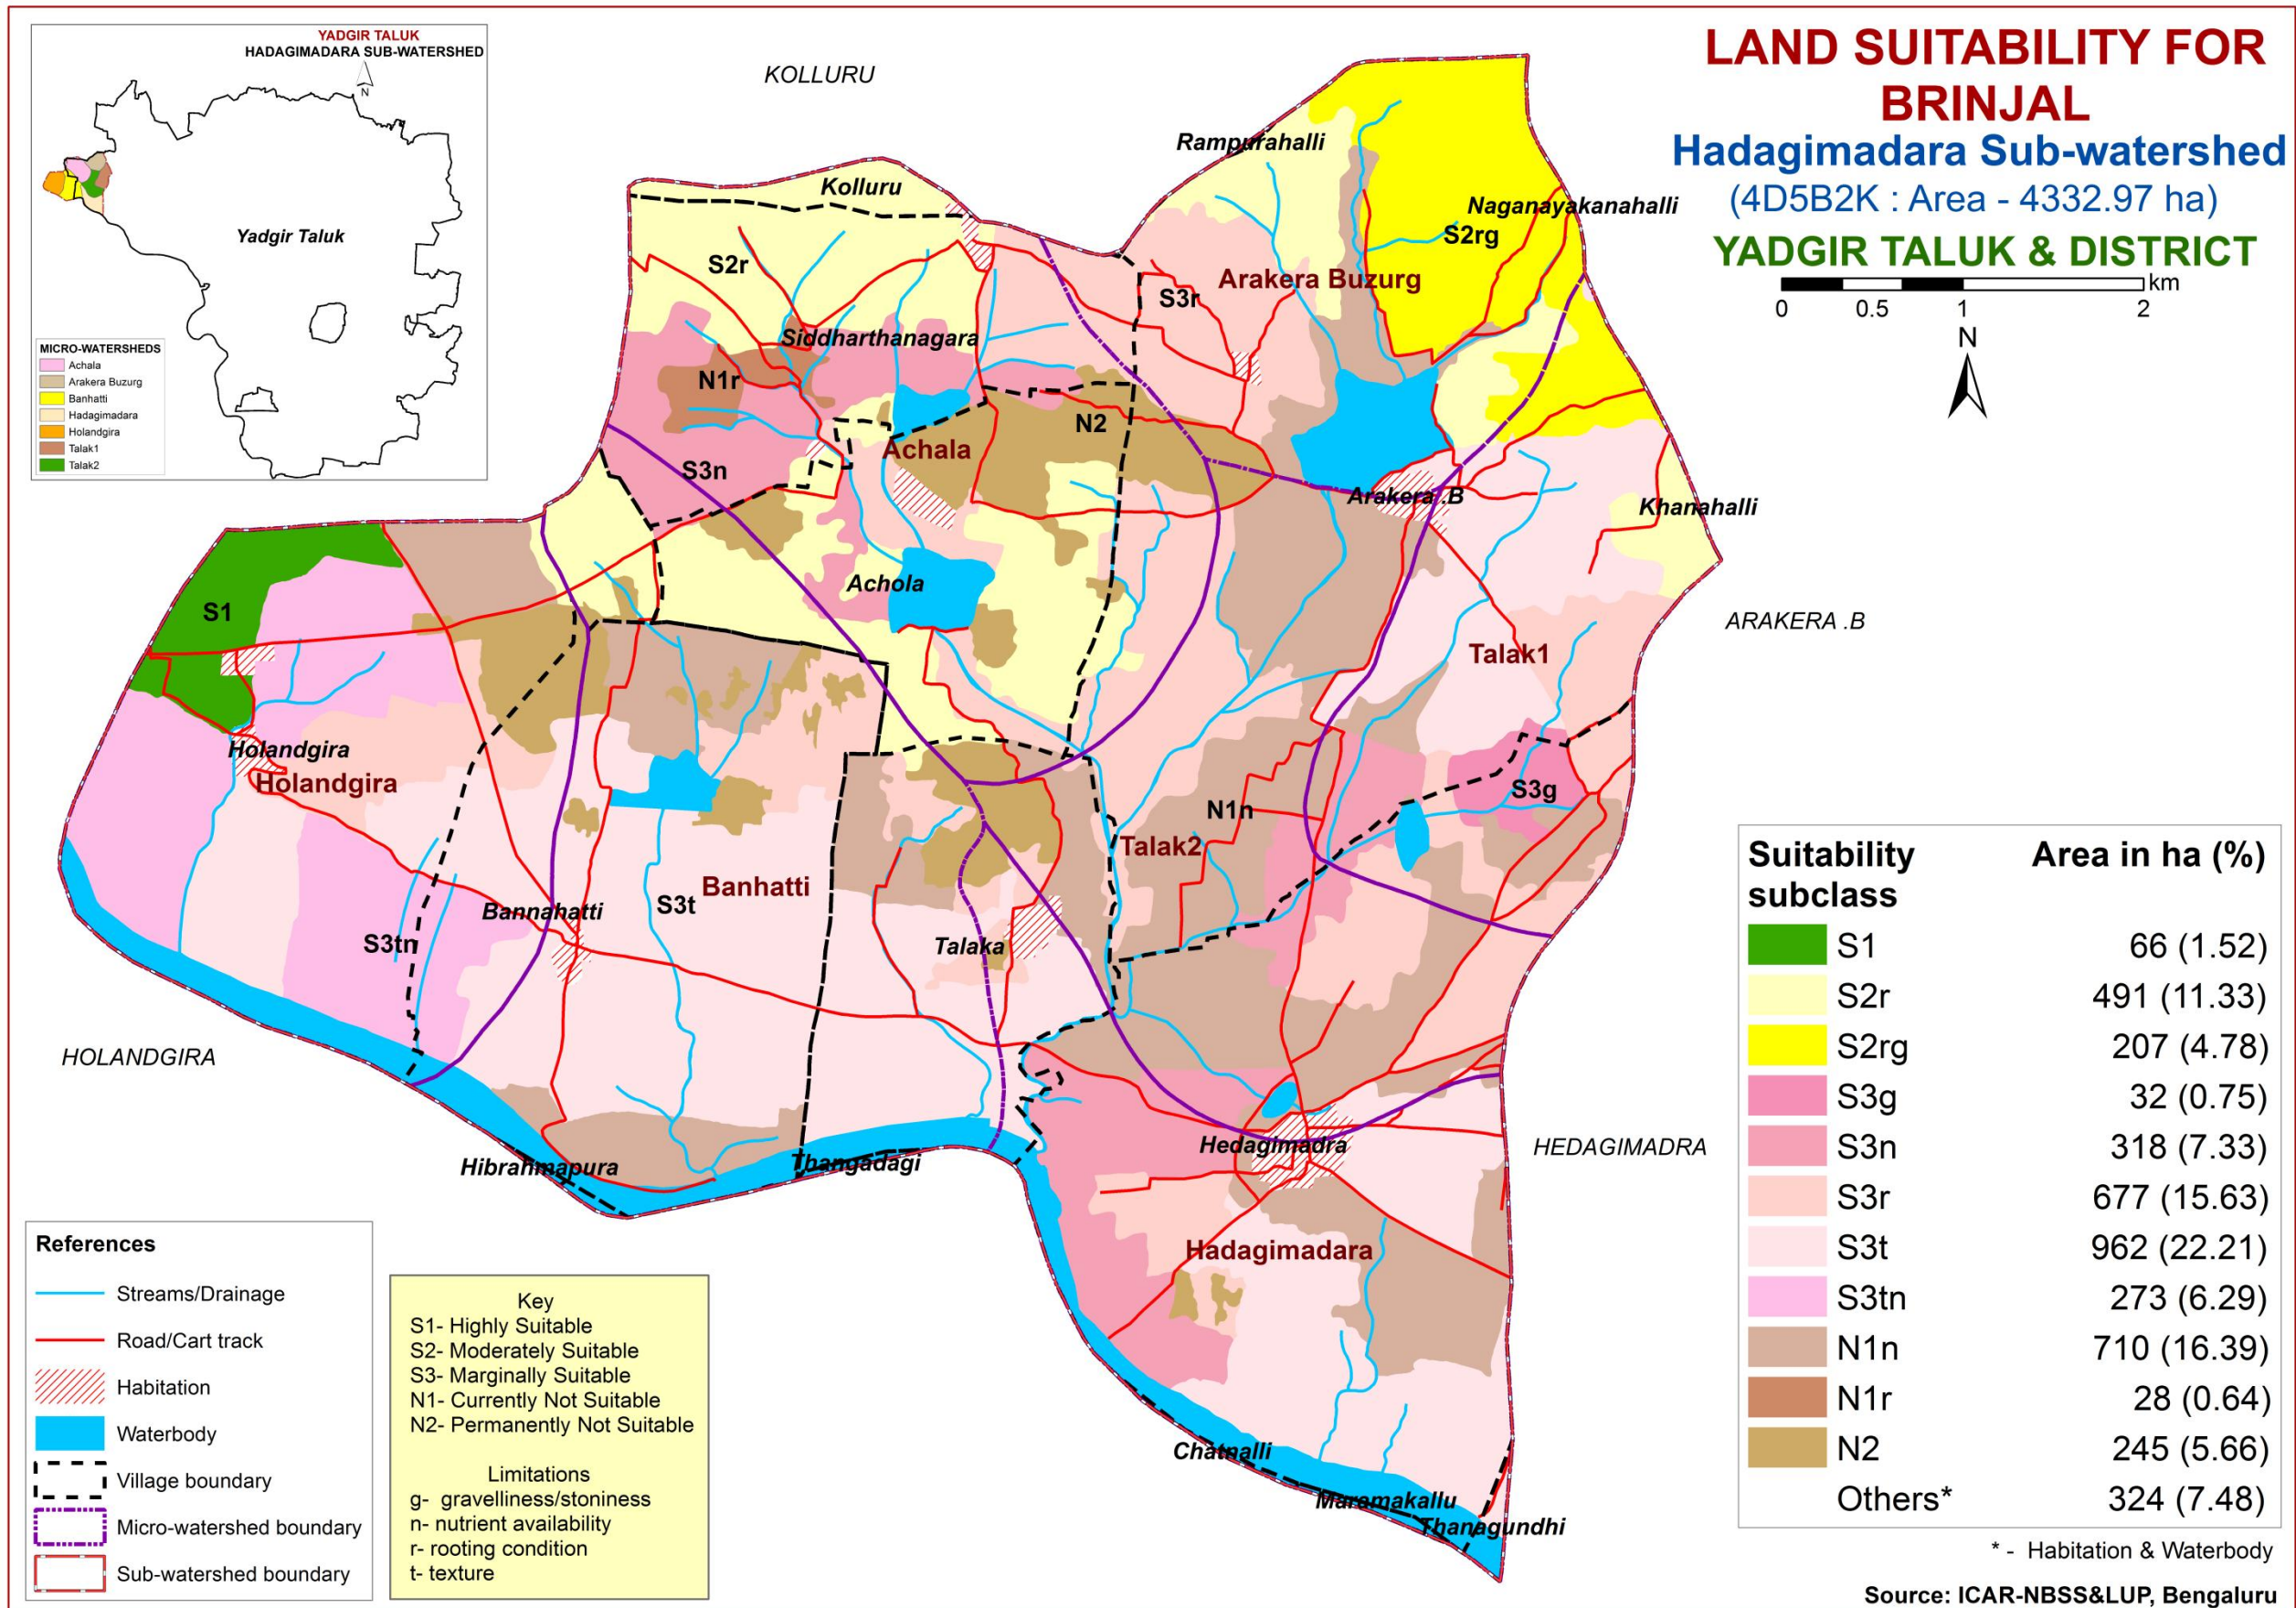 YADGIR TALUK
HADAGIMADARA SUB-WATERSHED
N
Yadgir Taluk
MICRO-WATERSHEDS
Achala
Arakera Buzurg
Banhatti
Hadagimadara
Holandgira
Talak1
Talak2
LAND SUITABILITY FOR
BRINJAL
Hadagimadara Sub-watershed
(4D5B2K : Area - 4332.97 ha)
YADGIR TALUK & DISTRICT
km
0 0.5 1 2
N
KOLLURU
Rampurahalli
Kolluru
Naganayakanahalli
S2rg
S2r
Arakera Buzurg
S3r
Siddharthanagara
N1r
N2
Achala
S3n
Arakera .B
Khanahalli
Achola
S1
ARAKERA .B
Talak1
Holandgira
Holandgira
S3g
N1n
Talak2
Banhatti
S3t
Bannahatti
S3tn
Talaka
HOLANDGIRA
Hedagimadra
HEDAGIMADRA
Hibrahmapura
Thangadagi
Hadagimadara
Chatnalli
Maramakallu
Thanagundhi
References
Streams/Drainage
Road/Cart track
Habitation
Waterbody
Village boundary
Micro-watershed boundary
Sub-watershed boundary
Key
S1- Highly Suitable
S2- Moderately Suitable
S3- Marginally Suitable
N1- Currently Not Suitable
N2- Permanently Not Suitable
Limitations
g- gravelliness/stoniness
n- nutrient availability
r- rooting condition
t- texture
Suitability Area in ha (%)
subclass
S1 66 (1.52)
S2r 491 (11.33)
S2rg 207 (4.78)
S3g 32 (0.75)
S3n 318 (7.33)
S3r 677 (15.63)
S3t 962 (22.21)
S3tn 273 (6.29)
N1n 710 (16.39)
N1r 28 (0.64)
N2 245 (5.66)
Others* 324 (7.48)
* - Habitation & Waterbody
Source: ICAR-NBSS&LUP, Bengaluru